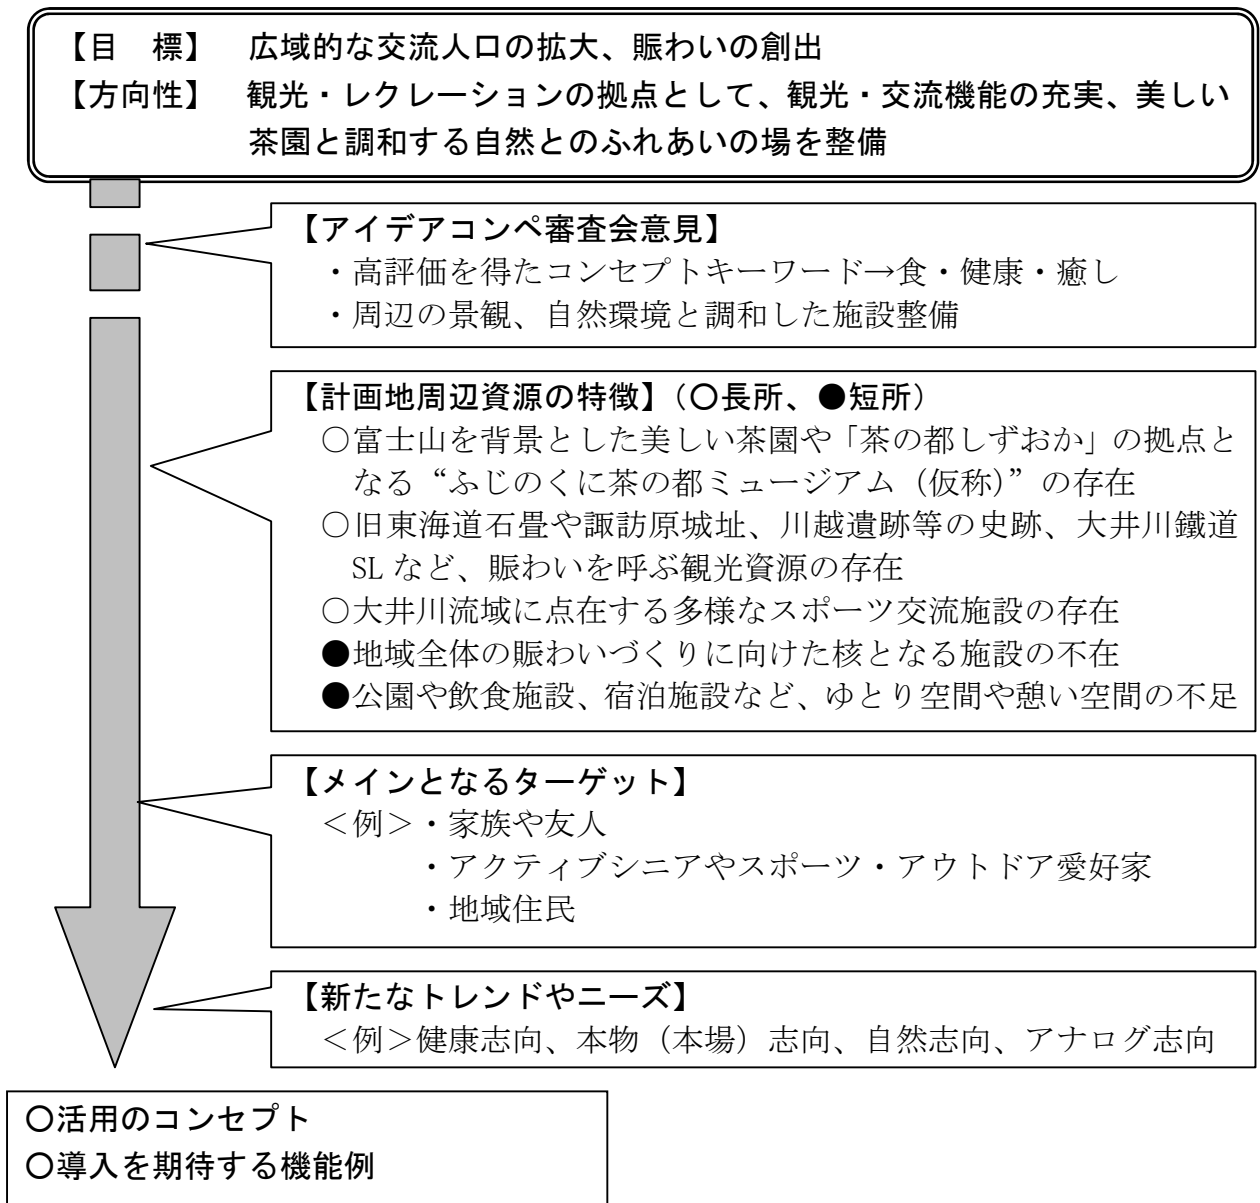 【目　標】　広域的な交流人口の拡大、賑わいの創出
【方向性】　観光・レクレーションの拠点として、観光・交流機能の充実、美しい
茶園と調和する自然とのふれあいの場を整備
【アイデアコンペ審査会意見】
・高評価を得たコンセプトキーワード→食・健康・癒し
・周辺の景観、自然環境と調和した施設整備
【計画地周辺資源の特徴】（○長所、●短所）
○富士山を背景とした美しい茶園や「茶の都しずおか」の拠点と
なる“ふじのくに茶の都ミュージアム（仮称）”の存在
○旧東海道石畳や諏訪原城址、川越遺跡等の史跡、大井川鐵道
SL など、賑わいを呼ぶ観光資源の存在
○大井川流域に点在する多様なスポーツ交流施設の存在
●地域全体の賑わいづくりに向けた核となる施設の不在
●公園や飲食施設、宿泊施設など、ゆとり空間や憩い空間の不足
【メインとなるターゲット】
＜例＞・家族や友人
・アクティブシニアやスポーツ・アウトドア愛好家
・地域住民
【新たなトレンドやニーズ】
＜例＞健康志向、本物（本場）志向、自然志向、アナログ志向
○活用のコンセプト
○導入を期待する機能例